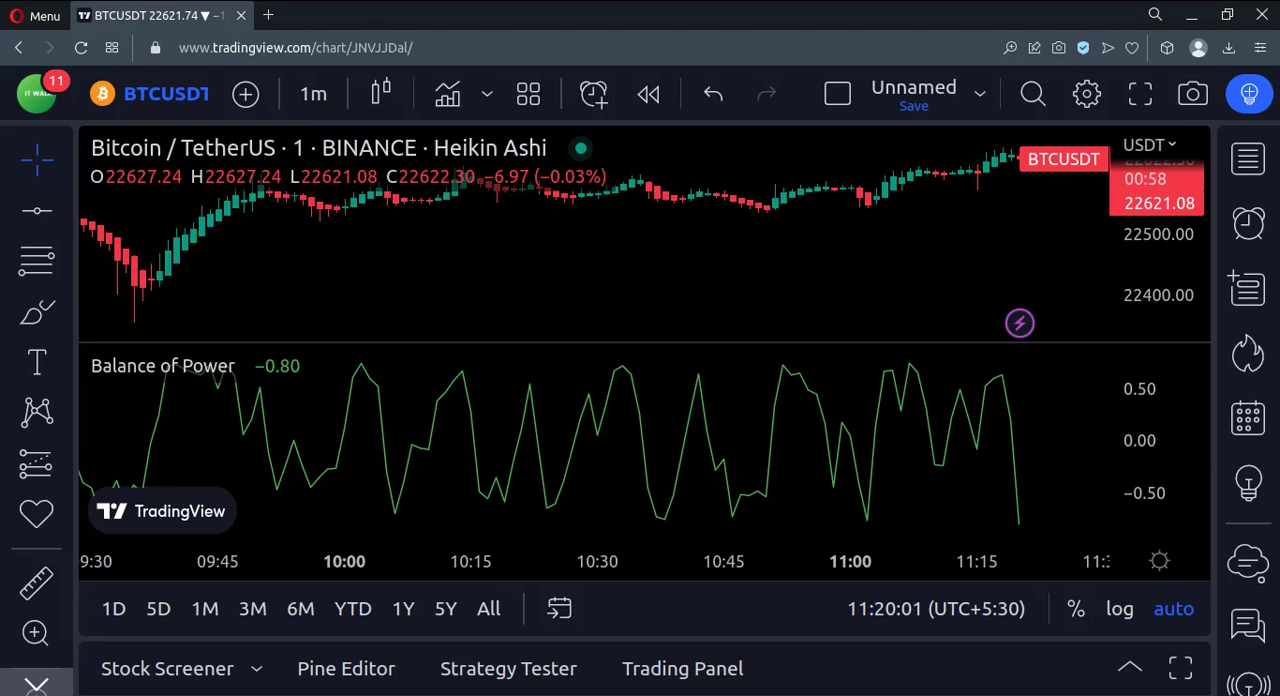 Menu
BTCUSDT 22621.74 ▼ −1
www.tradingview.com/chart/JNVJJDal/
IT WALA
11
BTCUSDT
1m
Unnamed
Save
Bitcoin / TetherUS · 1 · BINANCE · Heikin Ashi
O22627.24 H22627.24 L22621.08 C22622.30 −6.97 (−0.03%)
BTCUSDT
USDT
22622.30
00:58
22621.08
22500.00
22400.00
Balance of Power −0.80
0.50
0.00
−0.50
TradingView
9:30 09:45 10:00 10:15 10:30 10:45 11:00 11:15 11:
1D 5D 1M 3M 6M YTD 1Y 5Y All
11:20:01 (UTC+5:30) % log auto
Stock Screener Pine Editor Strategy Tester Trading Panel